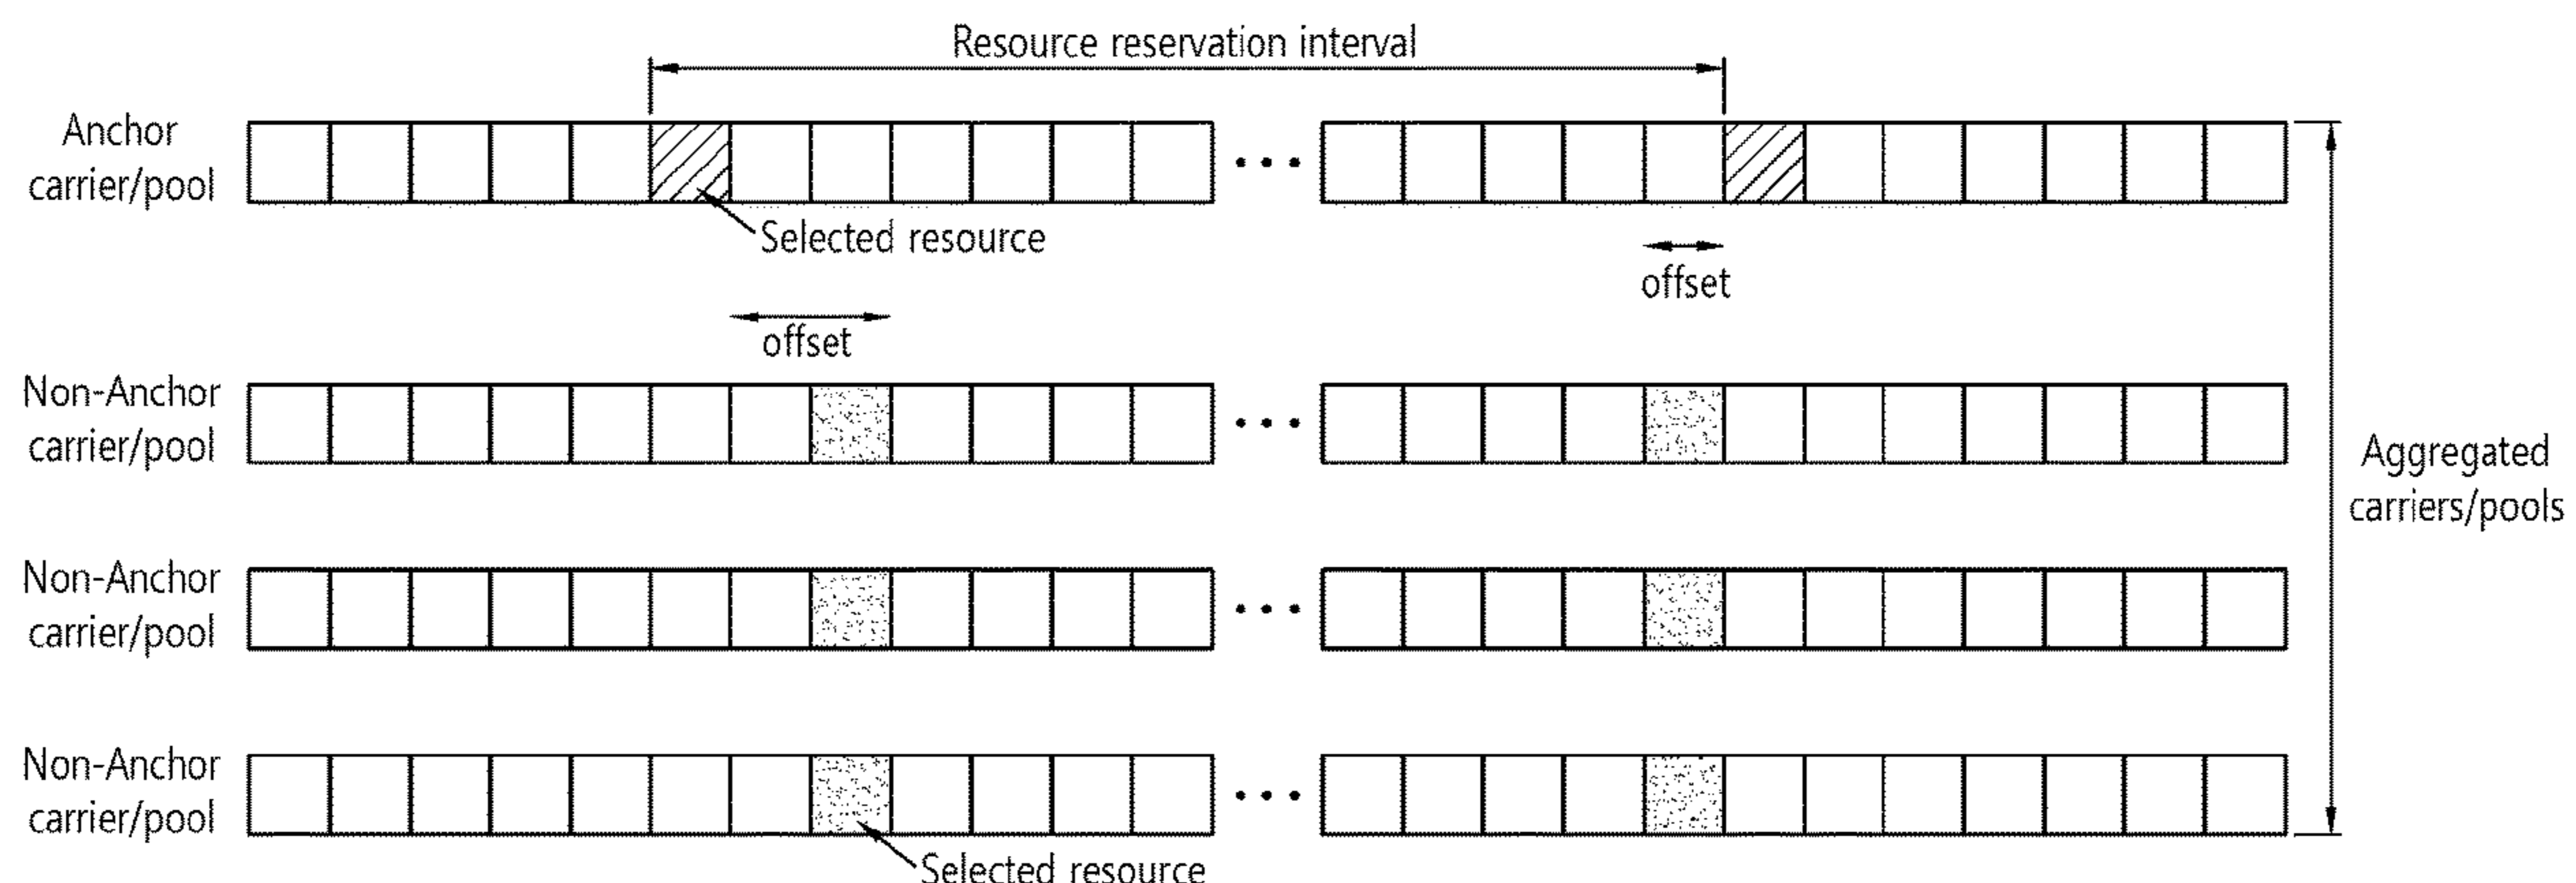 Resource reservation interval
Anchor
carrier/pool
Selected resource
offset
offset
Non-Anchor
carrier/pool
Aggregated
carriers/pools
Non-Anchor
carrier/pool
Non-Anchor
carrier/pool
Selected resource